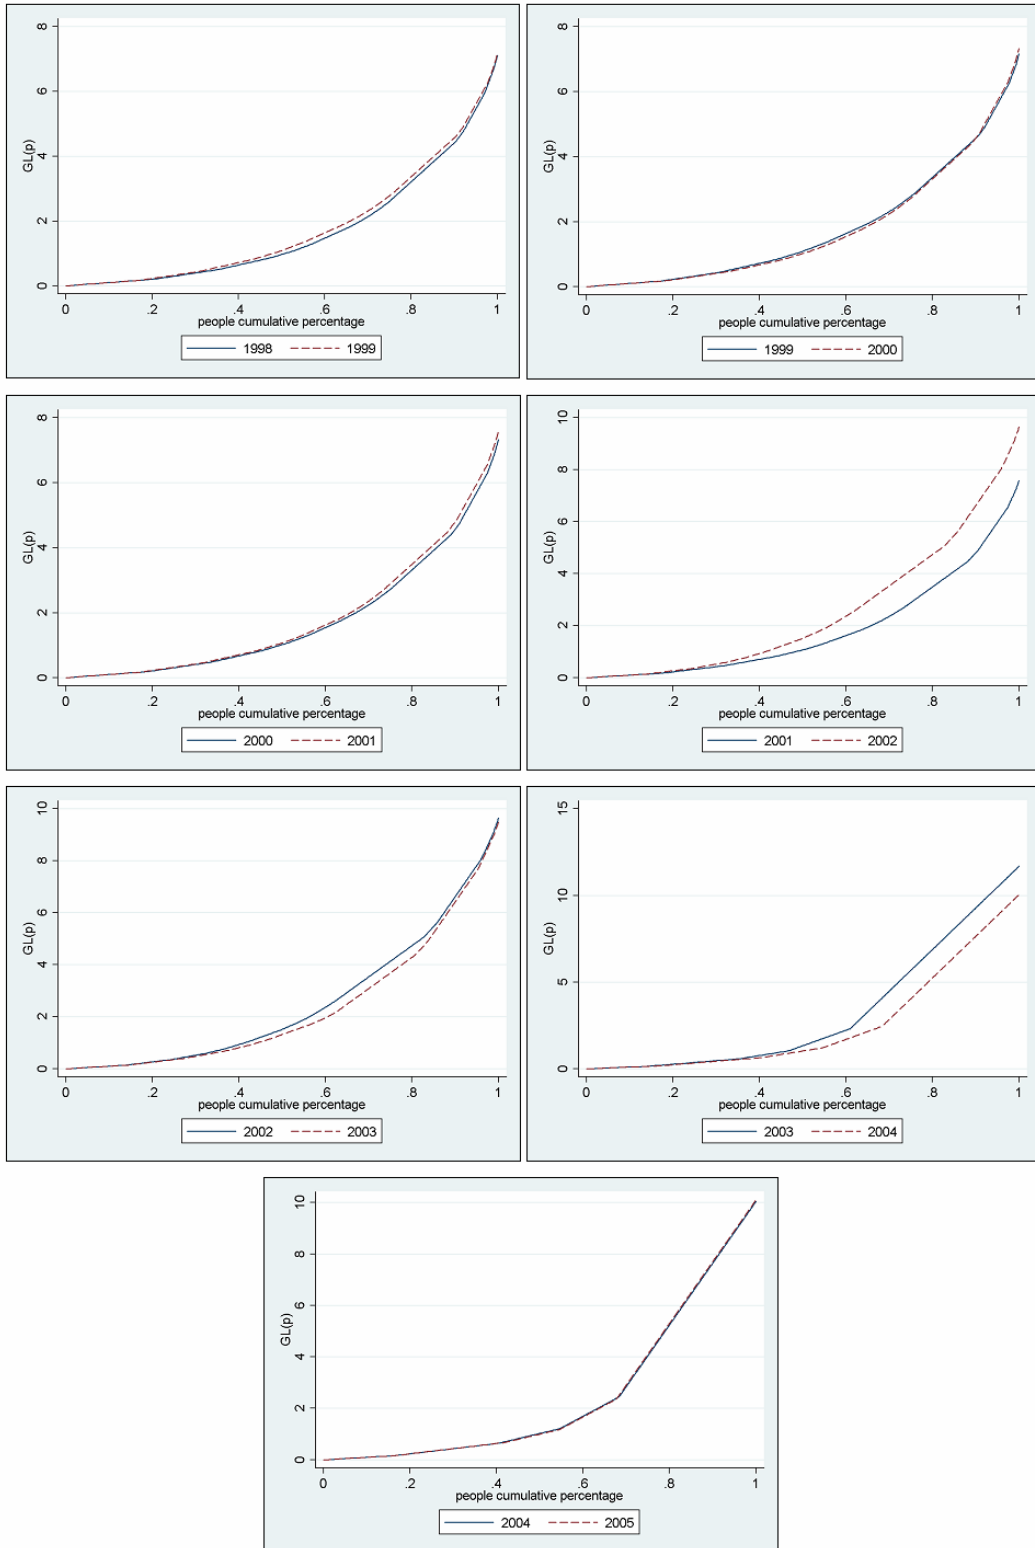 GL(p)
8
6
4
2
0
0 .2 .4 .6 .8 1
people cumulative percentage
1998 1999
GL(p)
8
6
4
2
0
0 .2 .4 .6 .8 1
people cumulative percentage
1999 2000
GL(p)
8
6
4
2
0
0 .2 .4 .6 .8 1
people cumulative percentage
2000 2001
GL(p)
10
8
6
4
2
0
0 .2 .4 .6 .8 1
people cumulative percentage
2001 2002
GL(p)
10
8
6
4
2
0
0 .2 .4 .6 .8 1
people cumulative percentage
2002 2003
GL(p)
15
10
5
0
0 .2 .4 .6 .8 1
people cumulative percentage
2003 2004
GL(p)
10
8
6
4
2
0
0 .2 .4 .6 .8 1
people cumulative percentage
2004 2005